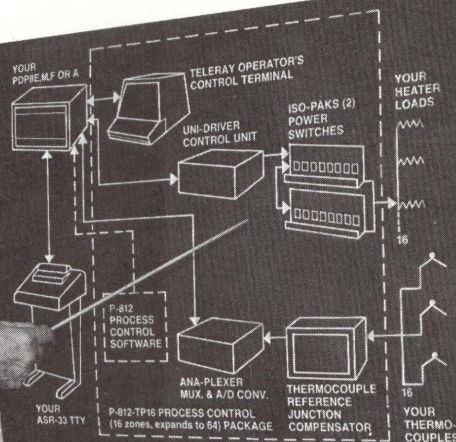 YOUR
PDP8E,M,F OR A
TELERAY OPERATOR'S
CONTROL TERMINAL
YOUR
HEATER
LOADS
ISO-PAKS (2)
POWER
SWITCHES
UNI-DRIVER
CONTROL UNIT
16
P-812
PROCESS
CONTROL
SOFTWARE
16
YOUR
ASR-33 TTY
ANA-PLEXER
MUX. & A/D CONV.
THERMOCOUPLE
REFERENCE
JUNCTION
COMPENSATOR
P-812-TP16 PROCESS CONTROL
(16 zones, expands to 64) PACKAGE
YOUR
THERMO-
COUPLES